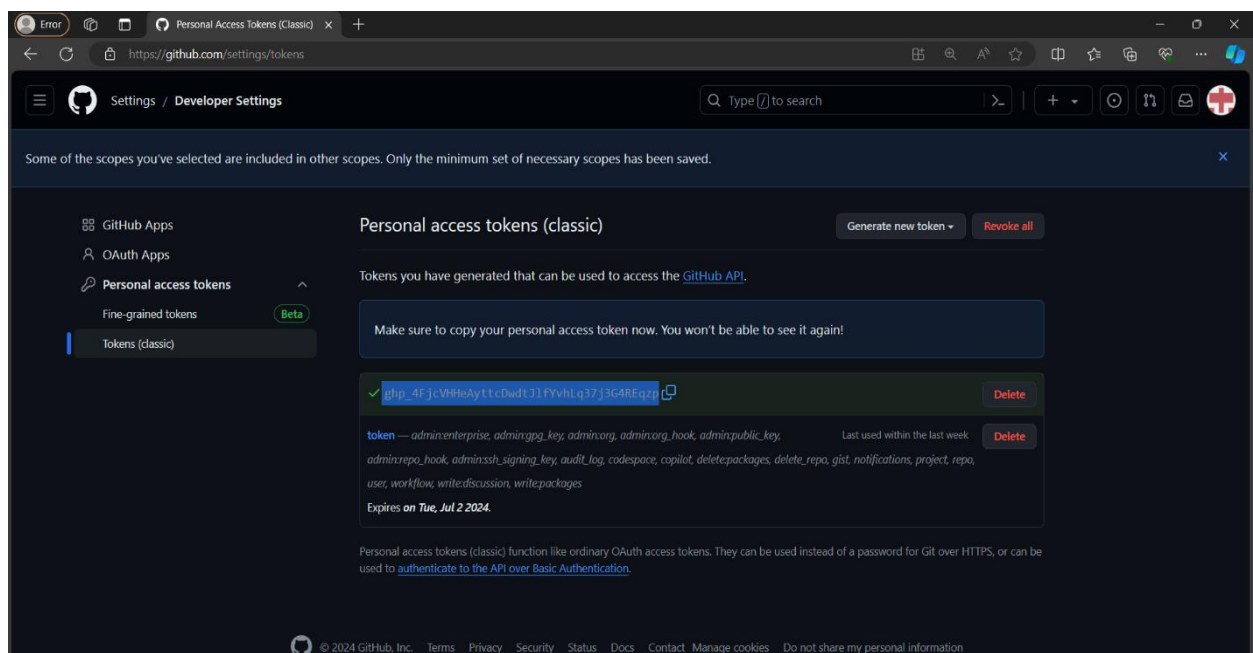 Error
Personal Access Tokens (Classic)
https://github.com/settings/tokens
Settings / Developer Settings
Type / to search
Some of the scopes you've selected are included in other scopes. Only the minimum set of necessary scopes has been saved.
GitHub Apps
OAuth Apps
Personal access tokens
Fine-grained tokens Beta
Tokens (classic)
Personal access tokens (classic)
Generate new token
Revoke all
Tokens you have generated that can be used to access the GitHub API.
Make sure to copy your personal access token now. You won't be able to see it again!
Delete
token — admin:enterprise, admin:gpg_key, admin:org, admin:org_hook, admin:public_key,
Last used within the last week
Delete
admin:repo_hook, admin:ssh_signing_key, audit_log, codespace, copilot, delete:packages, delete_repo, gist, notifications, project, repo,
user, workflow, write:discussion, write:packages
Expires on Tue, Jul 2 2024.
Personal access tokens (classic) function like ordinary OAuth access tokens. They can be used instead of a password for Git over HTTPS, or can be
used to authenticate to the API over Basic Authentication.
© 2024 GitHub, Inc. Terms Privacy Security Status Docs Contact Manage cookies Do not share my personal information